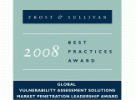 FROST & SULLIVAN
2008
BEST
PRACTICES
AWARD
GLOBAL
VULNERABILITY ASSESSMENT SOLUTIONS
MARKET PENETRATION LEADERSHIP AWARD